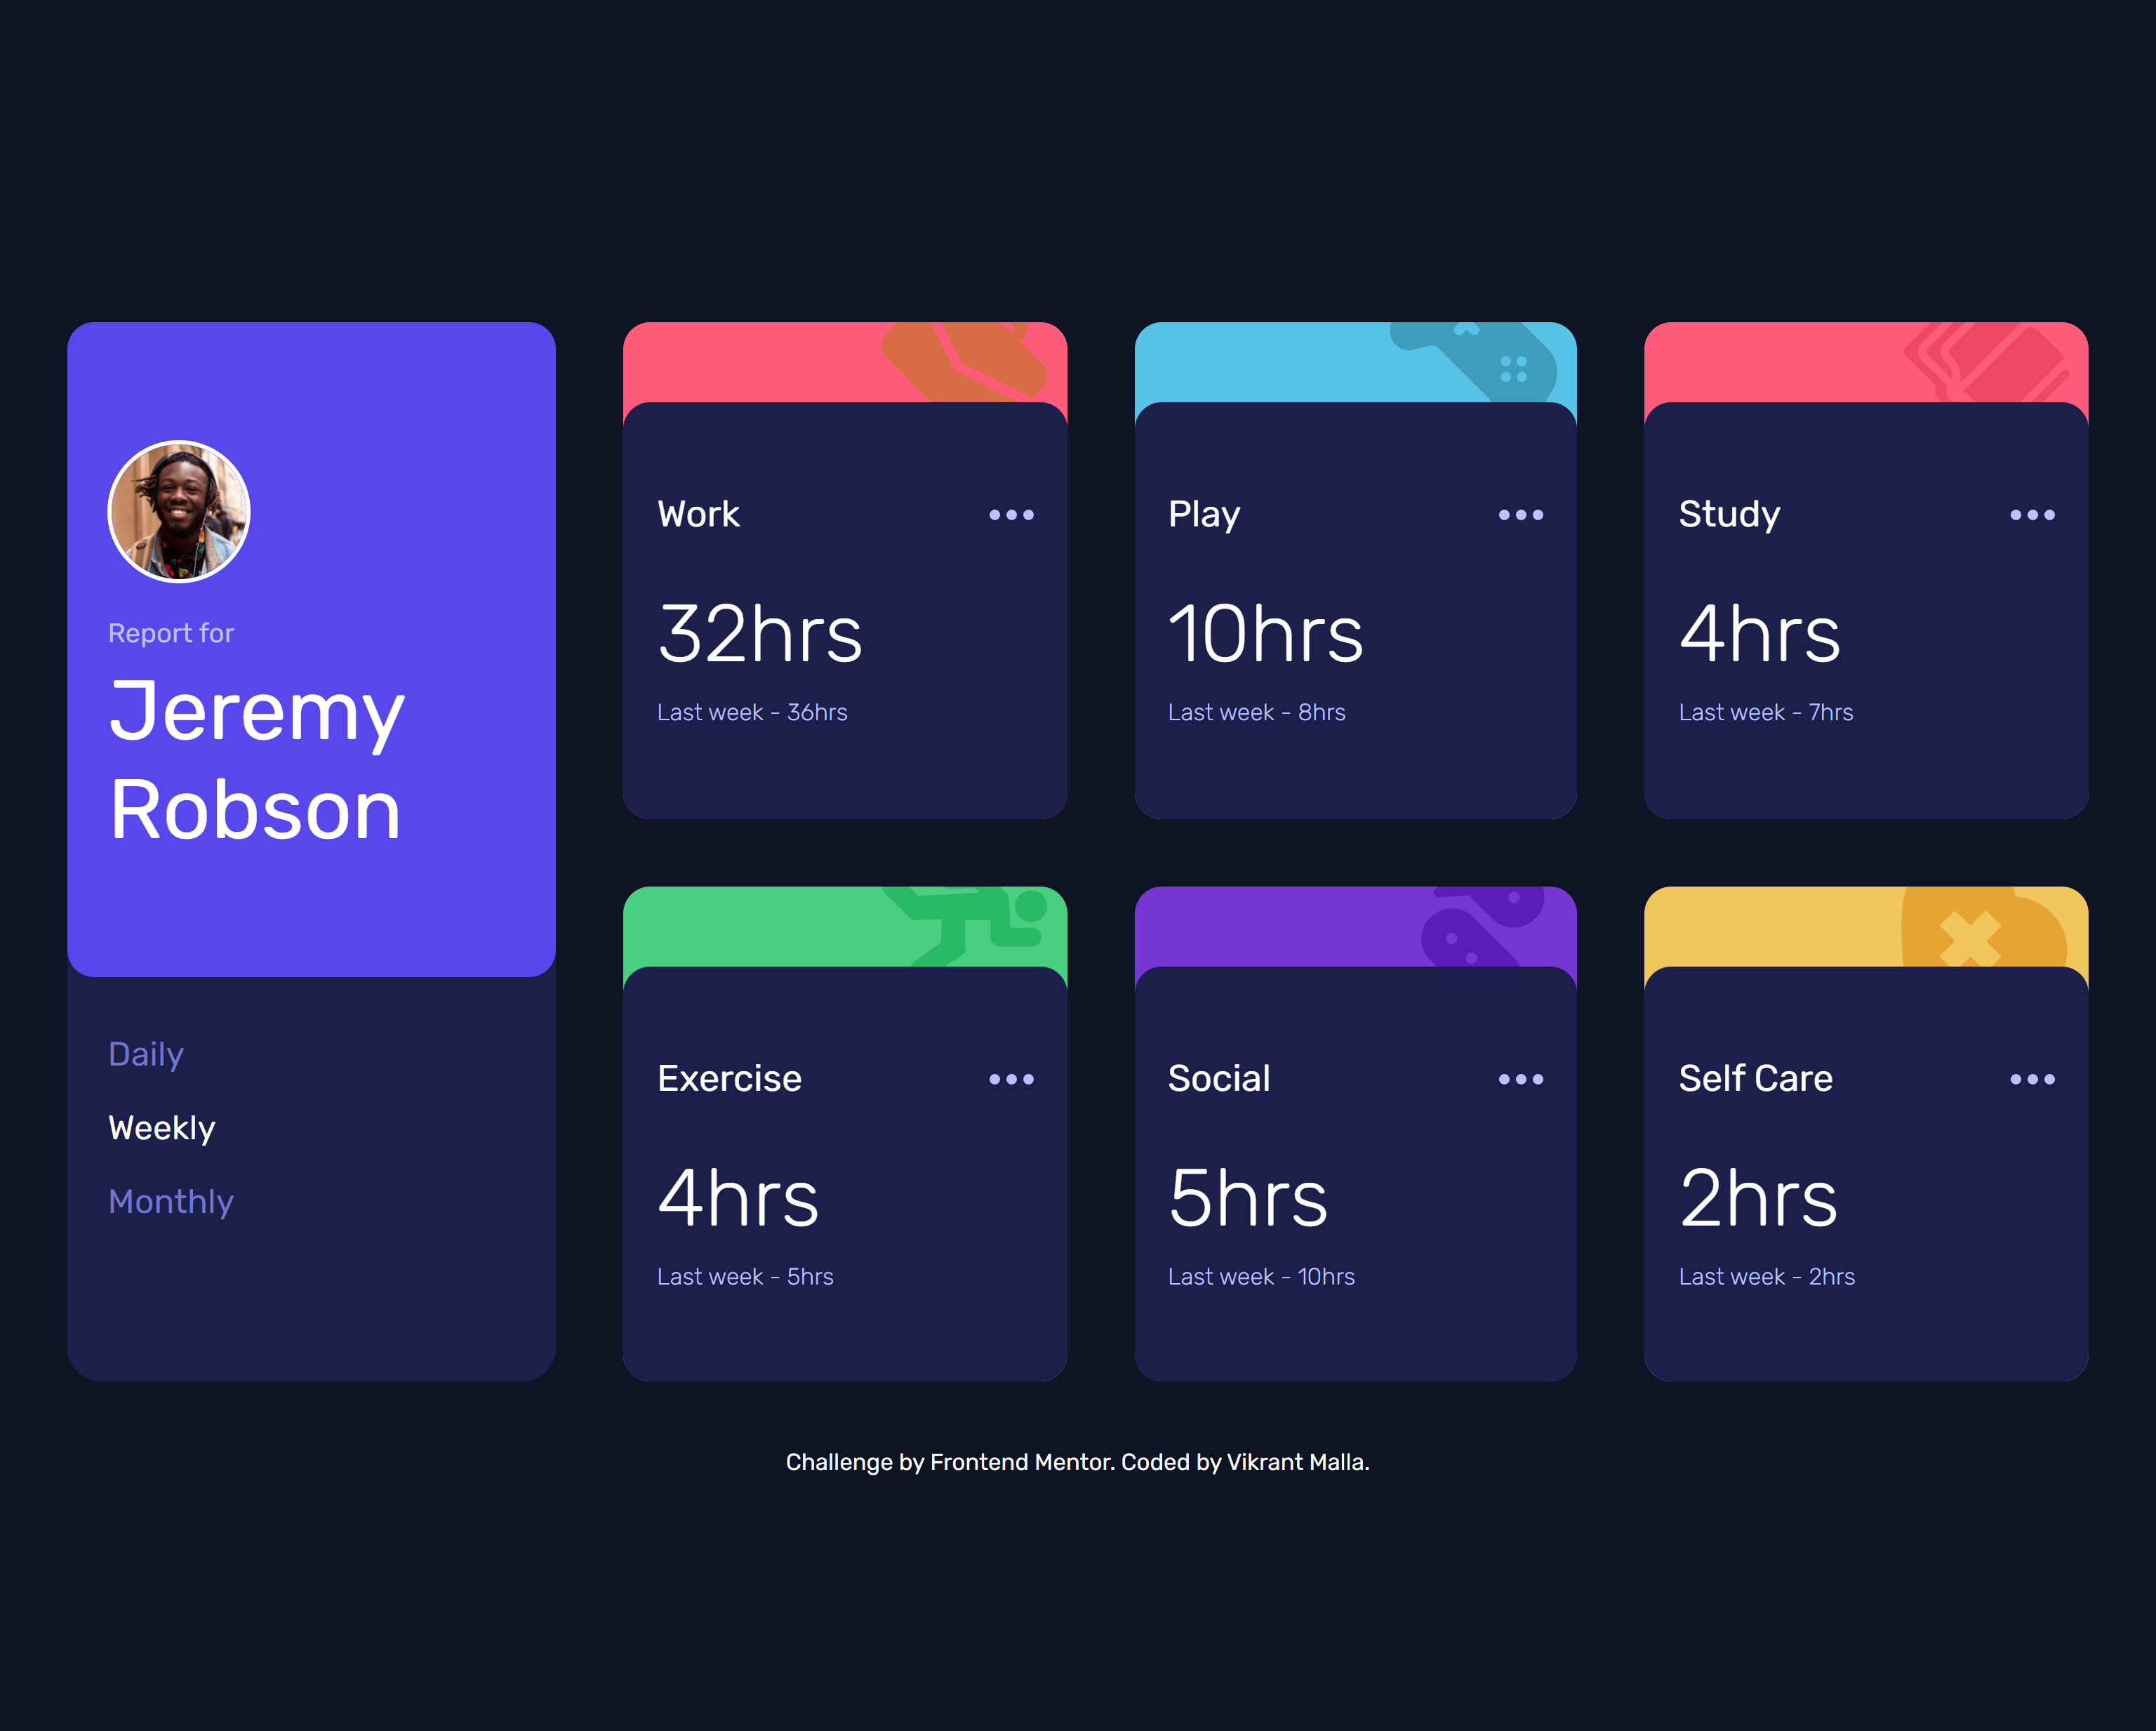 Report for
Jeremy
Robson
Daily
Weekly
Monthly
Work
32hrs
Last week - 36hrs
Play
10hrs
Last week - 8hrs
Study
4hrs
Last week - 7hrs
Exercise
4hrs
Last week - 5hrs
Social
5hrs
Last week - 10hrs
Self Care
2hrs
Last week - 2hrs
Challenge by Frontend Mentor. Coded by Vikrant Malla.